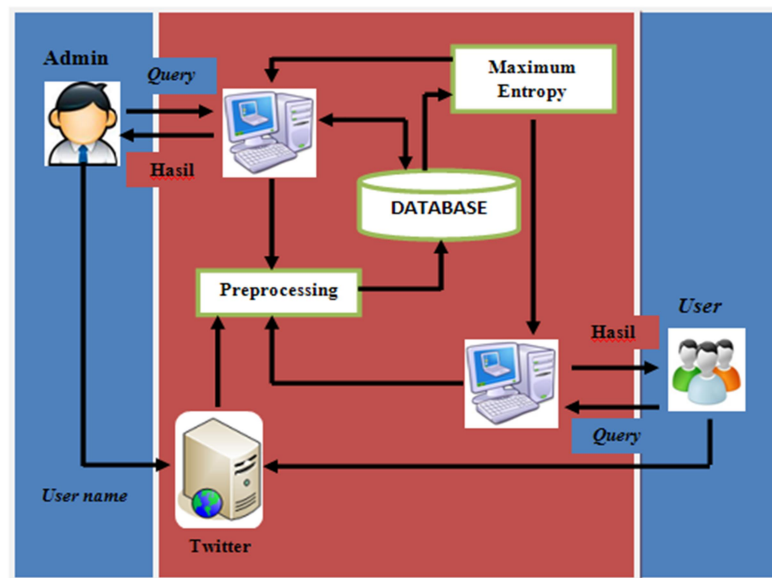 Admin
Query
Hasil
Maximum
Entropy
DATABASE
Preprocessing
User
Hasil
Query
User name
Twitter